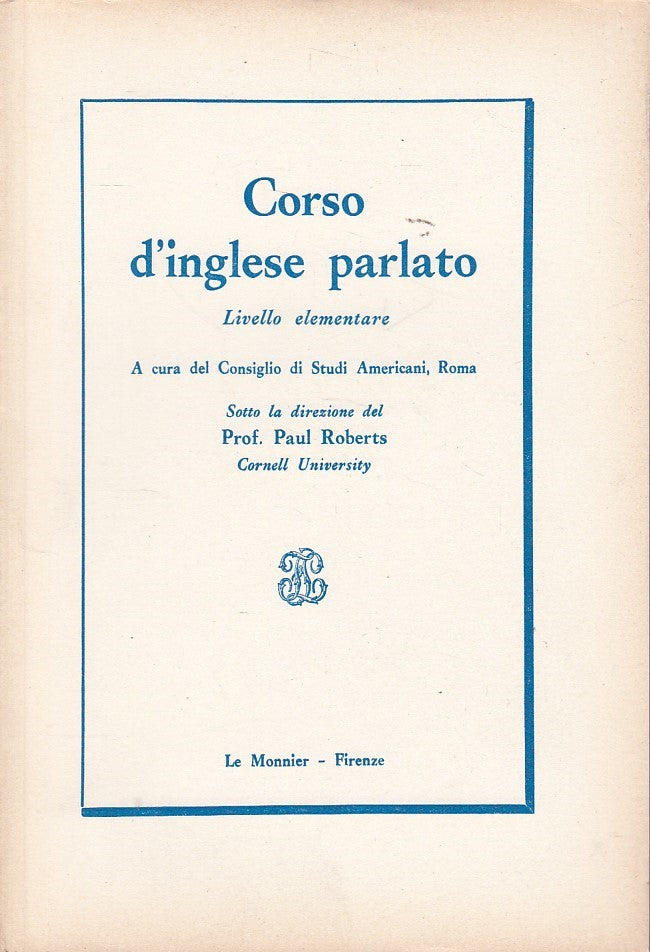 Corso
d'inglese parlato
Livello elementare
A cura del Consiglio di Studi Americani, Roma
Sotto la direzione del
Prof. Paul Roberts
Cornell University
Le Monnier - Firenze